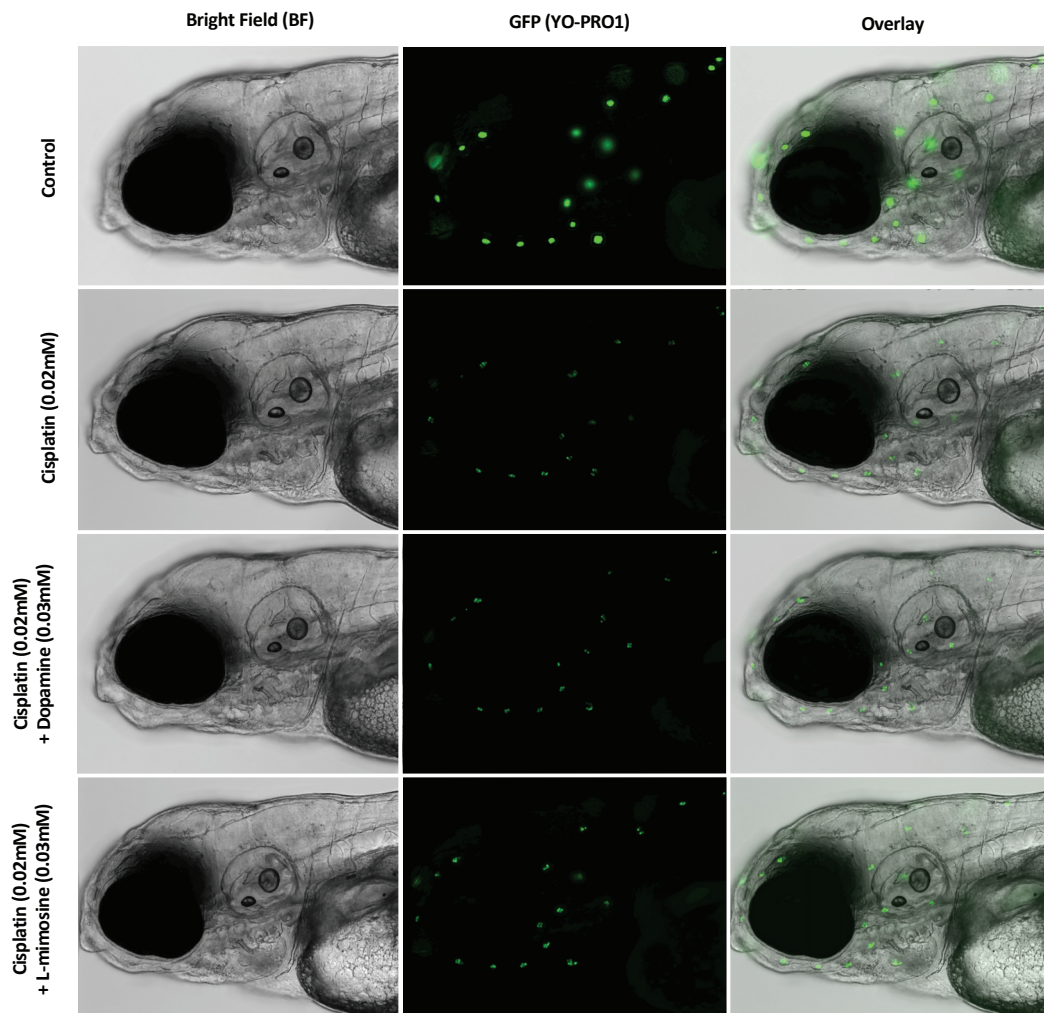 Bright Field (BF)
GFP (YO-PRO1)
Overlay
Control
Cisplatin (0.02mM)
Cisplatin (0.02mM)
+ Dopamine (0.03mM)
Cisplatin (0.02mM)
+ L-mimosine (0.03mM)